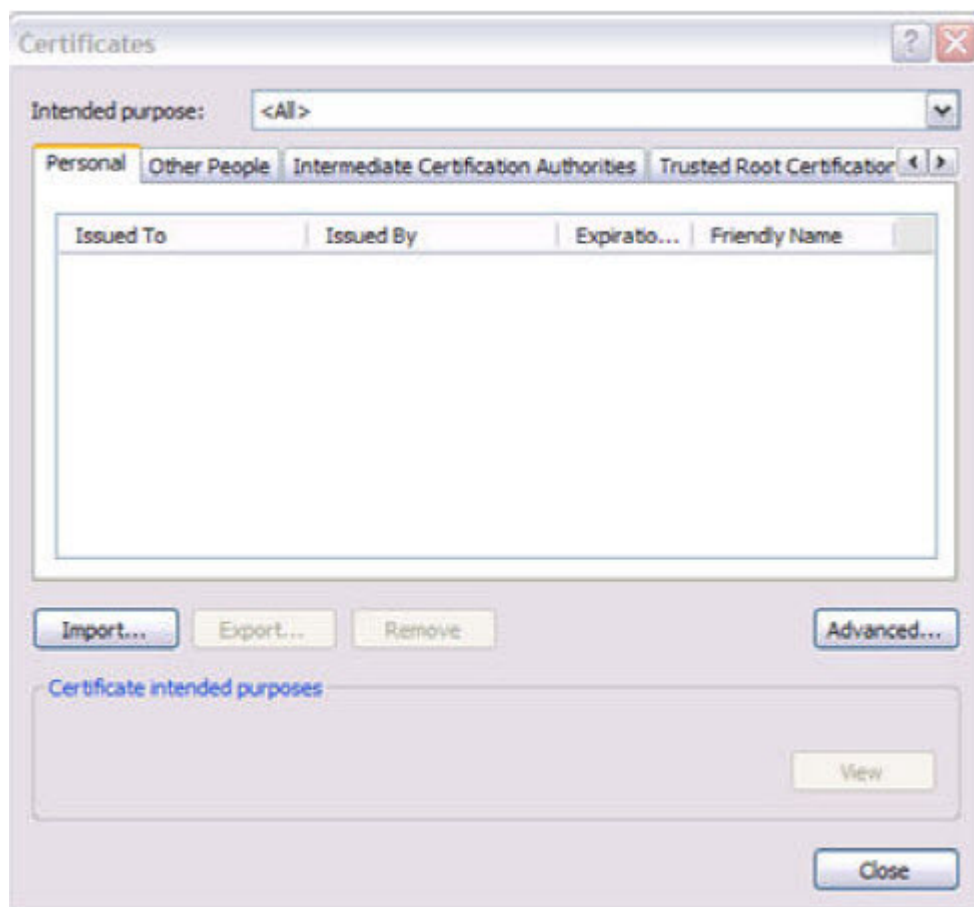 Certificates
Intended purpose: <All>
Personal Other People Intermediate Certification Authorities Trusted Root Certification
Issued To Issued By Expiratio... Friendly Name
Import... Export... Remove Advanced...
Certificate intended purposes
View
Close